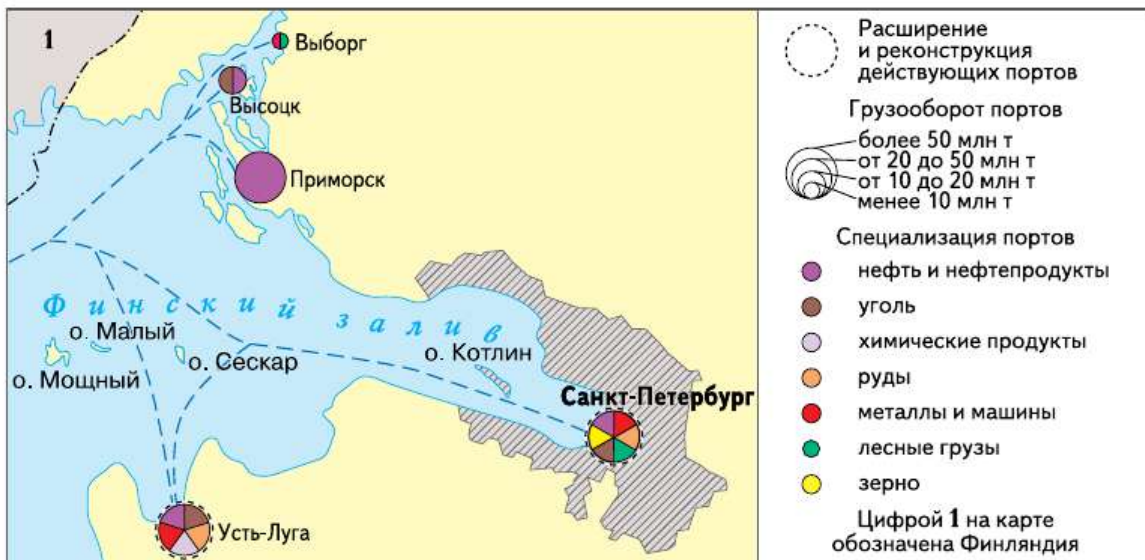 1
Выборг
Высоцк
Приморск
Финский залив
о. Малый
о. Мощный
о. Сескар
о. Котлин
Санкт-Петербург
Усть-Луга
Расширение
и реконструкция
действующих портов
Грузооборот портов
более 50 млн т
от 20 до 50 млн т
от 10 до 20 млн т
менее 10 млн т
Специализация портов
нефть и нефтепродукты
уголь
химические продукты
руды
металлы и машины
лесные грузы
зерно
Цифрой 1 на карте
обозначена Финляндия